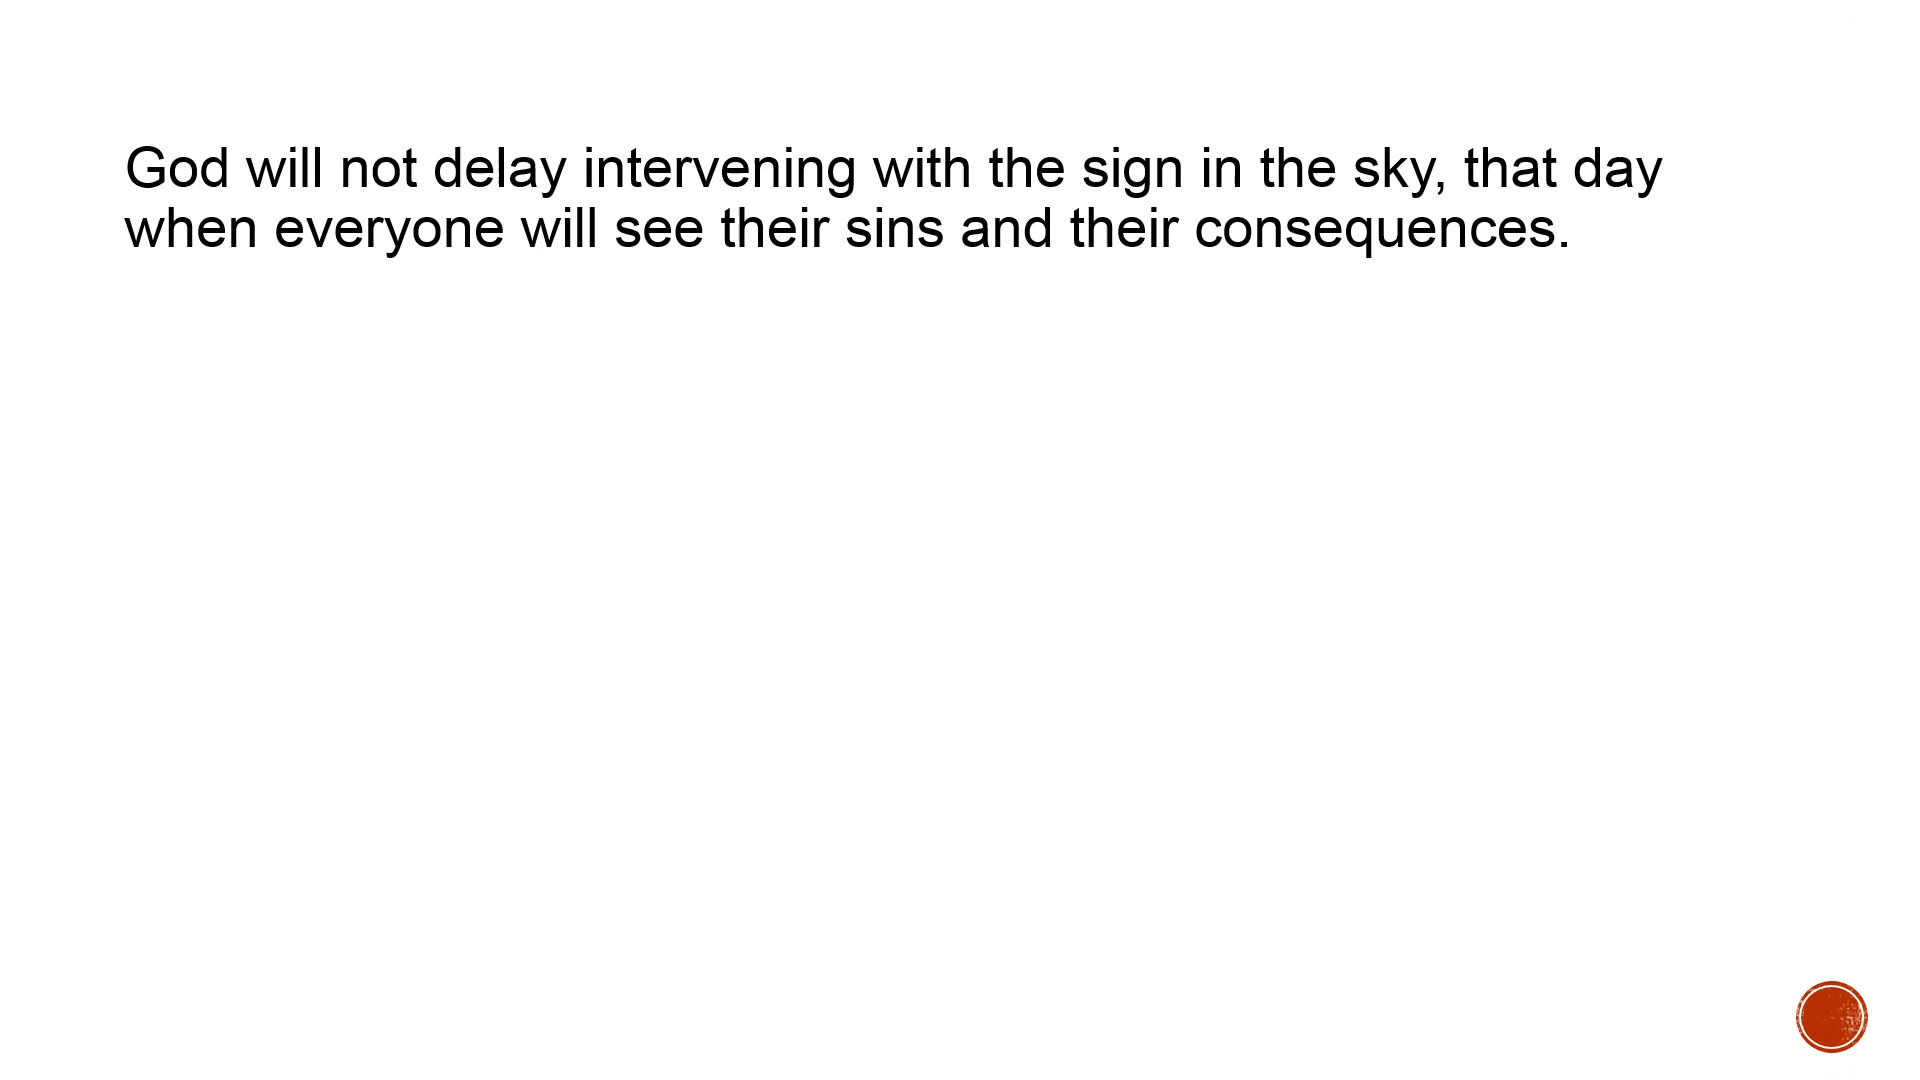 God will not delay intervening with the sign in the sky, that day
when everyone will see their sins and their consequences.